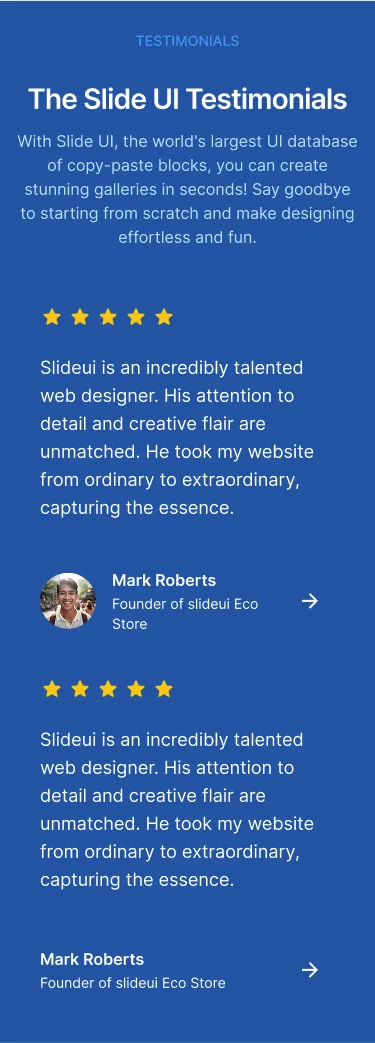 TESTIMONIALS
The Slide UI Testimonials
With Slide UI, the world's largest UI database
of copy-paste blocks, you can create
stunning galleries in seconds! Say goodbye
to starting from scratch and make designing
effortless and fun.
Slideui is an incredibly talented
web designer. His attention to
detail and creative flair are
unmatched. He took my website
from ordinary to extraordinary,
capturing the essence.
Mark Roberts
Founder of slideui Eco
Store
Slideui is an incredibly talented
web designer. His attention to
detail and creative flair are
unmatched. He took my website
from ordinary to extraordinary,
capturing the essence.
Mark Roberts
Founder of slideui Eco Store